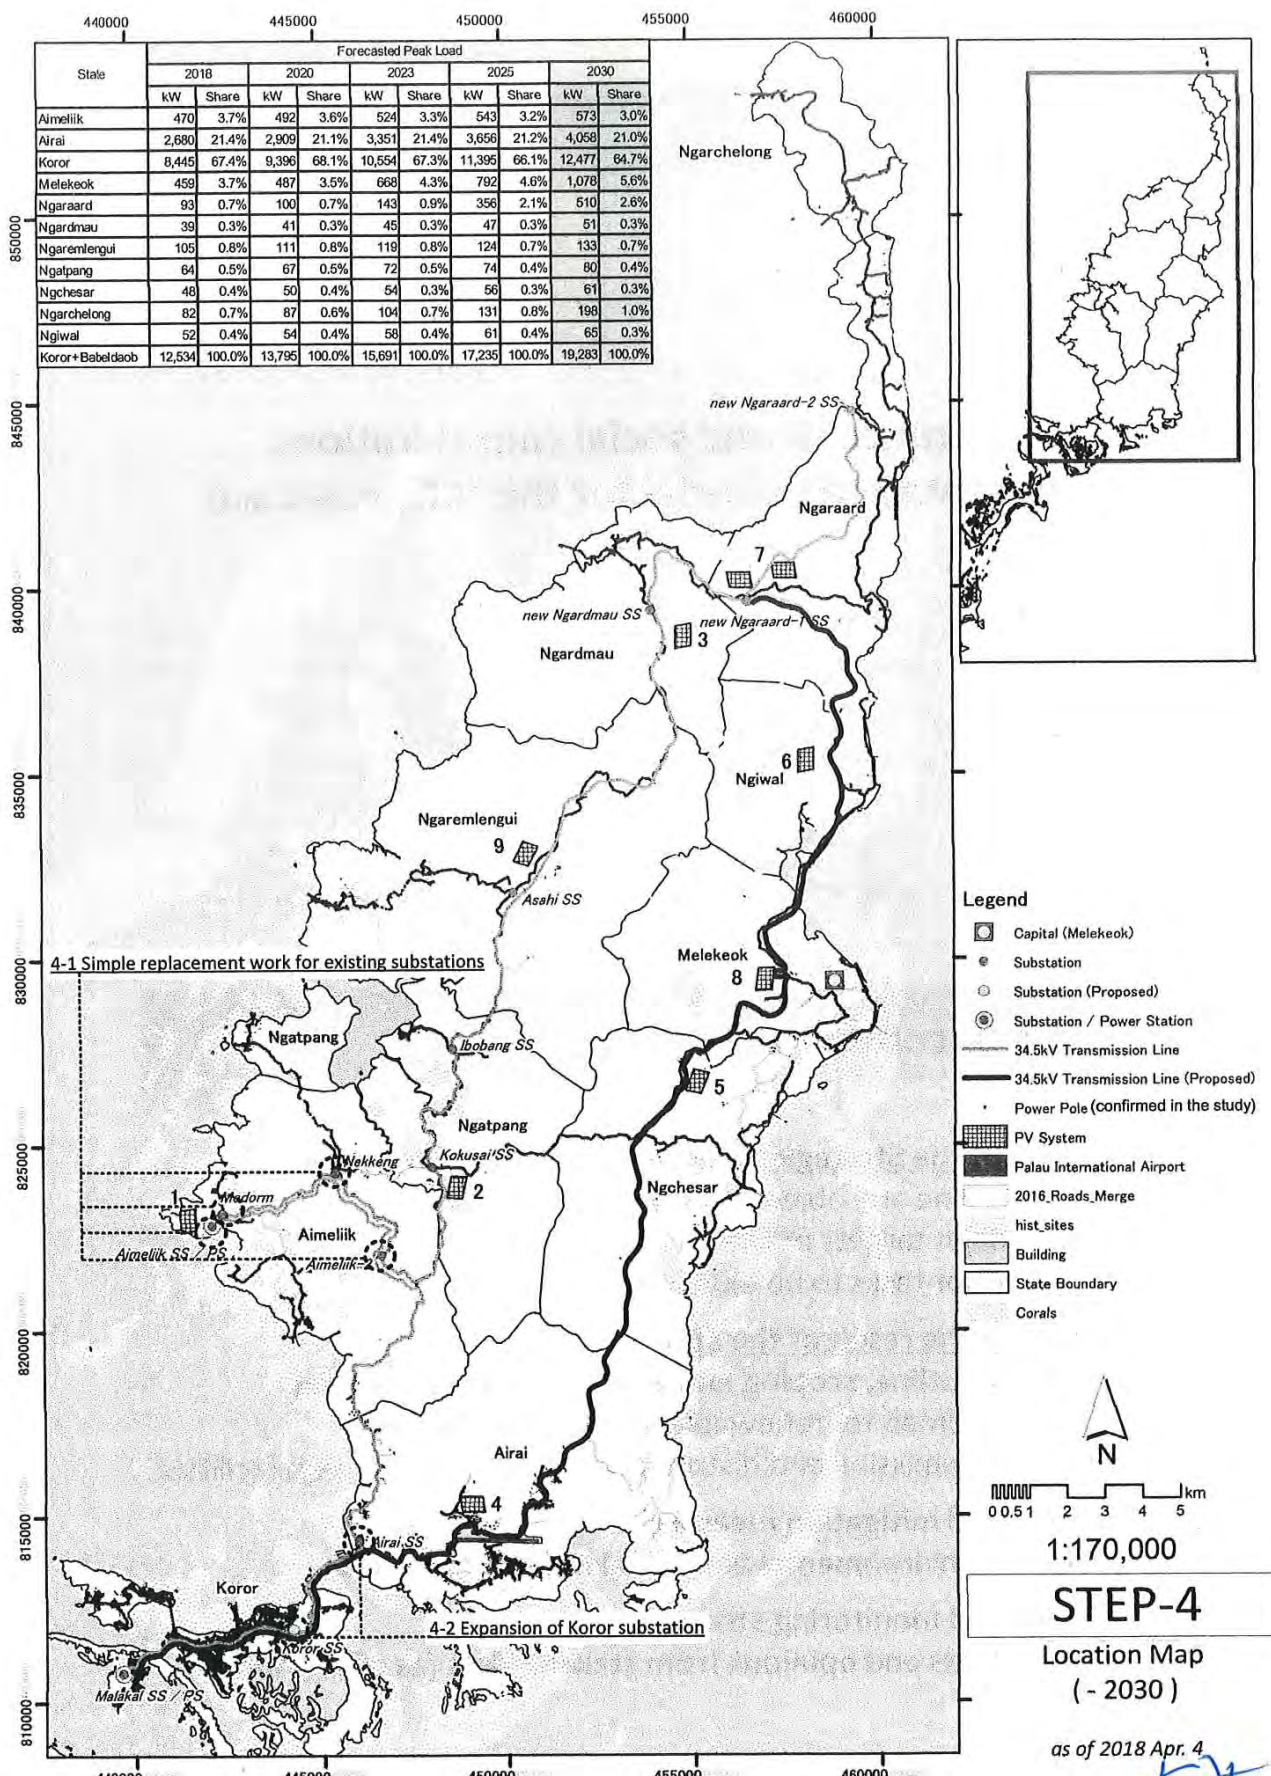 440000 445000 450000 455000 460000
Forecasted Peak Load
State 2018 2020 2023 2025 2030
kW Share kW Share kW Share kW Share kW Share
Aimeliik 470 3.7% 492 3.6% 524 3.3% 543 3.2% 573 3.0%
Airai 2,680 21.4% 2,909 21.1% 3,351 21.4% 3,656 21.2% 4,058 21.0%
Koror 8,445 67.4% 9,396 68.1% 10,554 67.3% 11,395 66.1% 12,477 64.7%
Melekeok 459 3.7% 487 3.5% 668 4.3% 792 4.6% 1,078 5.6%
Ngaraard 93 0.7% 100 0.7% 143 0.9% 356 2.1% 510 2.6%
Ngardmau 39 0.3% 41 0.3% 45 0.3% 47 0.3% 51 0.3%
Ngaremlengui 105 0.8% 111 0.8% 119 0.8% 124 0.7% 133 0.7%
Ngatpang 64 0.5% 67 0.5% 72 0.5% 74 0.4% 80 0.4%
Ngchesar 48 0.4% 50 0.4% 54 0.3% 56 0.3% 61 0.3%
Ngarchelong 82 0.7% 87 0.6% 104 0.7% 131 0.8% 198 1.0%
Ngiwal 52 0.4% 54 0.4% 58 0.4% 61 0.4% 65 0.3%
Koror+Babeldaob 12,534 100.0% 13,795 100.0% 15,691 100.0% 17,235 100.0% 19,283 100.0%
Ngarchelong
850000
845000
new Ngaraard-2 SS
Ngaraard
7
840000
new Ngardmau SS
new Ngaraard-1 SS
3
Ngardmau
835000
6
Ngiwal
Ngaremlengui
9
Asahi SS
830000
4-1 Simple replacement work for existing substations
Melekeok
8
Ngatpang
Ibobang SS
5
Ngatpang
825000
Nekkeng
Kokusai SS
2
Ngchesar
1
Madorm
Aimeliik
Aimeliik SS / PS
Aimeliik-2
820000
Airai
4
815000
Airai SS
Koror
4-2 Expansion of Koror substation
Koror SS
Malakal SS / PS
810000
445000 450000 455000 460000
Legend
Capital (Melekeok)
Substation
Substation (Proposed)
Substation / Power Station
34.5kV Transmission Line
34.5kV Transmission Line (Proposed)
Power Pole (confirmed in the study)
PV System
Palau International Airport
2016_Roads_Merge
hist_sites
Building
State Boundary
Corals
N
0 0.5 1 2 3 4 5 km
1:170,000
STEP-4
Location Map
( - 2030 )
as of 2018 Apr. 4